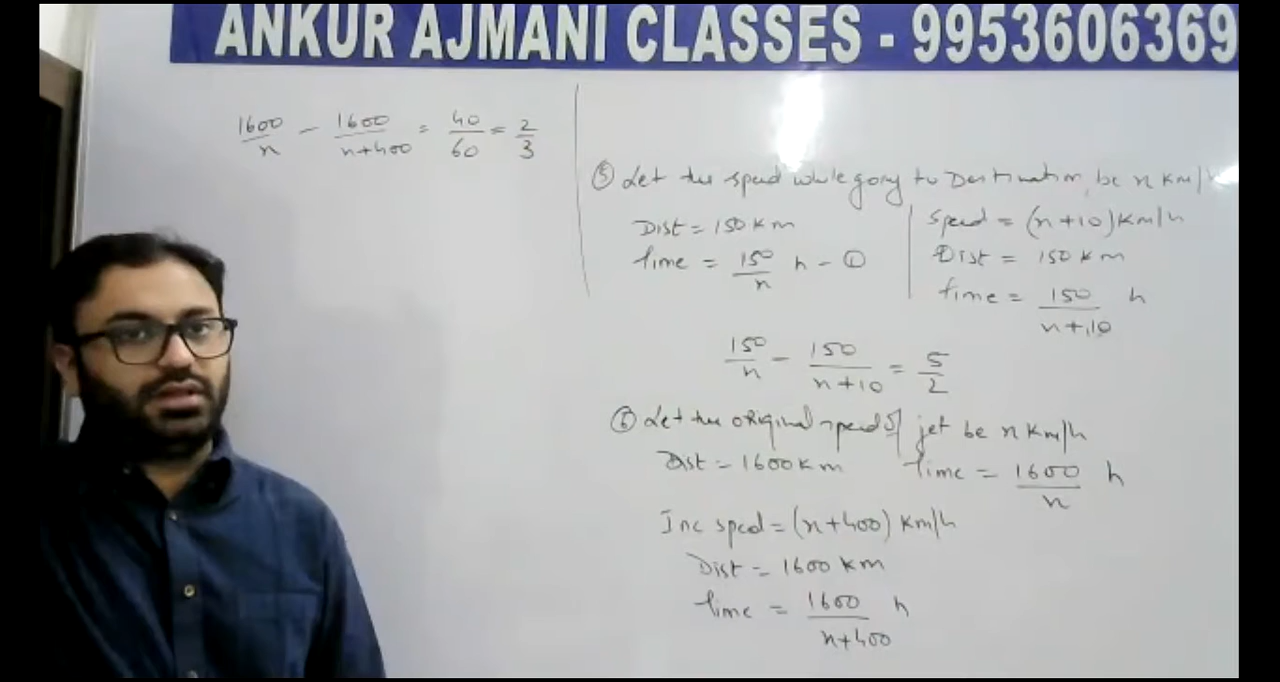 ANKUR AJMANI CLASSES - 9953606369
1600/n - 1600/n+400 = 40/60 = 2/3
⑤ Let the speed while going to Destination be n km/h
Dist = 150 km
Time = 150/n h - ①
Speed = (n+10) km/h
Dist = 150 km
time = 150/n+10 h
150/n - 150/n+10 = 5/2
⑥ Let the original speed of jet be n km/h
Dist = 1600 km Time = 1600/n h
Inc sped = (n+400) km/h
Dist = 1600 km
Time = 1600/n+400 h